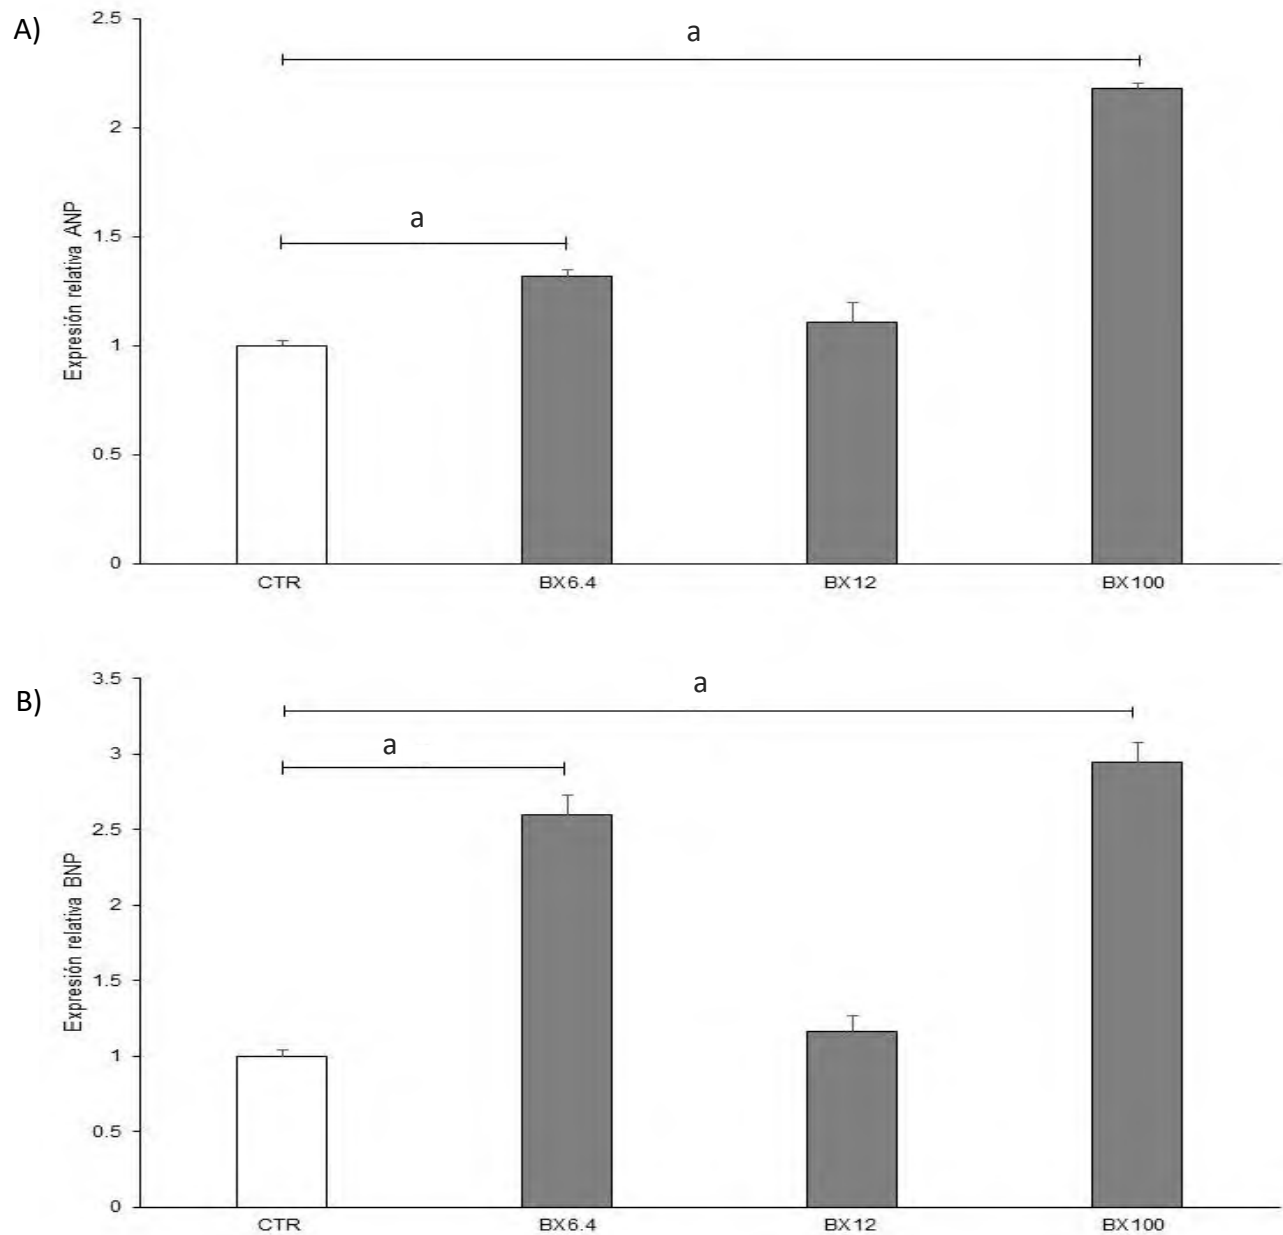 A)
2.5
2
1.5
1
0.5
0
Expresión relativa ANP
a
a
CTR BX6.4 BX12 BX100
B)
3.5
3
2.5
2
1.5
1
0.5
0
Expresión relativa BNP
a
a
CTR BX6.4 BX12 BX100